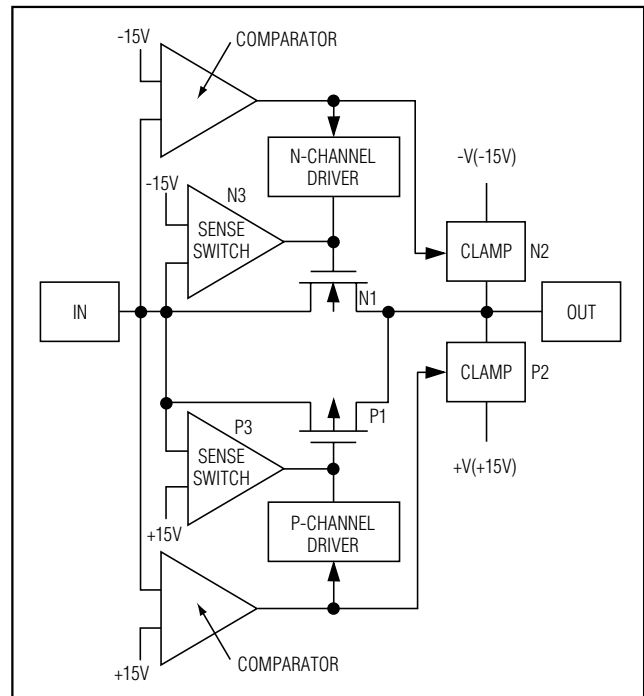 -15V
COMPARATOR
N-CHANNEL
DRIVER
-V(-15V)
-15V
N3
SENSE
SWITCH
CLAMP
N2
IN
N1
OUT
CLAMP
P2
P1
P3
SENSE
SWITCH
+V(+15V)
+15V
P-CHANNEL
DRIVER
+15V
COMPARATOR